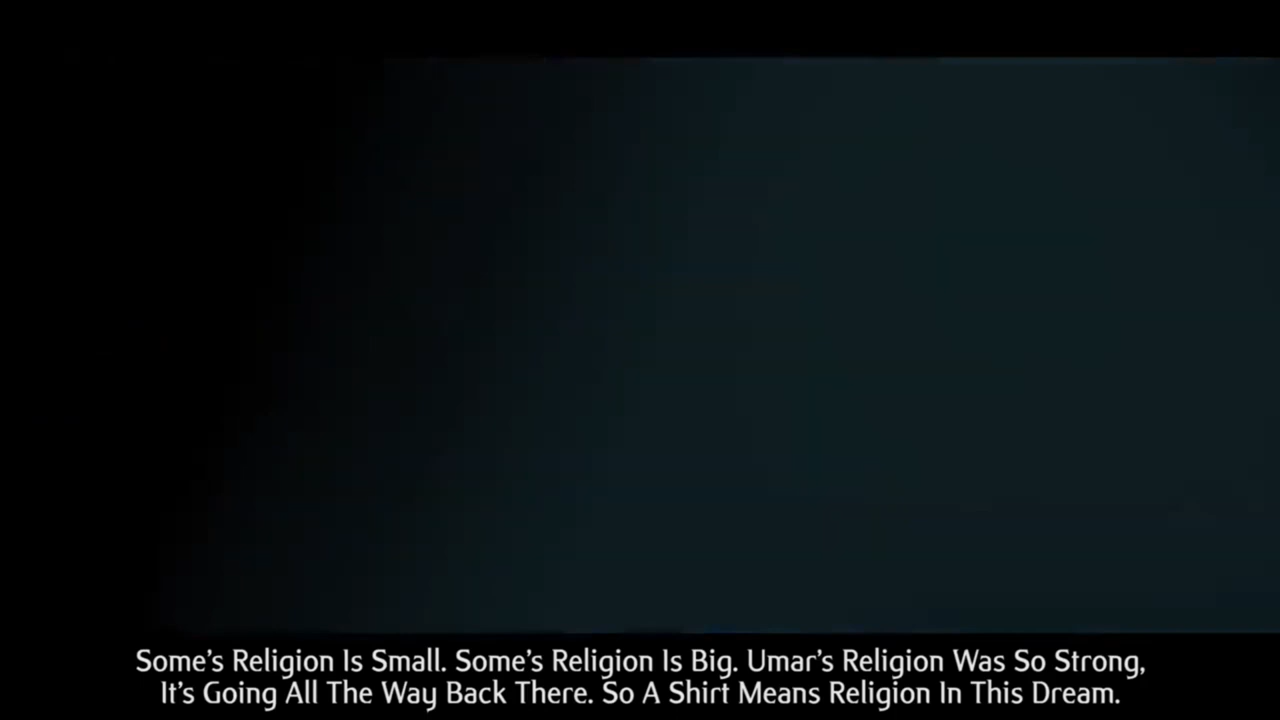 Some's Religion Is Small. Some's Religion Is Big. Umar's Religion Was So Strong,
It's Going All The Way Back There. So A Shirt Means Religion In This Dream.